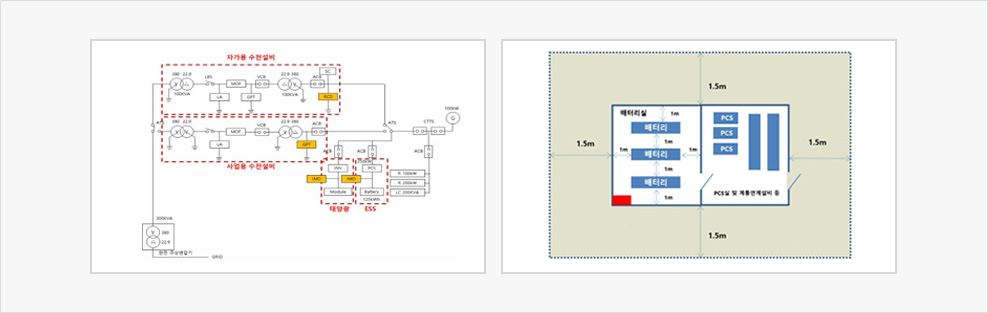 자가용 수전설비
380 22.9
LBS
VCB
22.9 380
ACB
SC
MOF
100KVA
LA
GPT
100KVA
RCD
100kW
G
ATS
CTTS
380 22.9
VCB
22.9 380
ACB
MOF
LA
GPT
사업용 수전설비
ACB
ACB
ACB
INV
PCS
IMD
IMD
R 100kW
R 200kW
LC 200KVA
Module
Battery
125kWh
태양광
ESS
300KVA
380
22.9
한전 주상변압기
GRID
1.5m
배터리실
1m
배터리
PCS
PCS
PCS
1m
1.5m
1m
배터리
1m
1.5m
1m
배터리
1m
PCS실 및 계통연계설비 등
1.5m